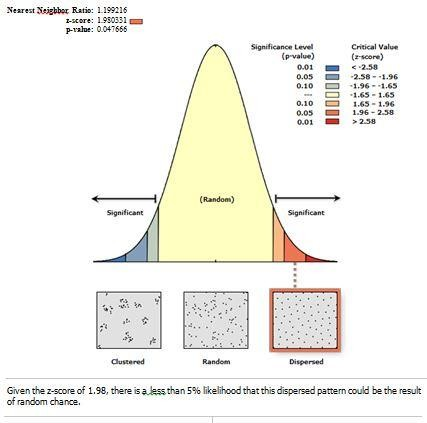 Nearest Neighbor Ratio: 1.199216
z-score: 1.980331
p-value: 0.047666
Significance Level
(p-value)
Critical Value
(z-score)
0.01 < -2.58
0.05 -2.58 - -1.96
0.10 -1.96 - -1.65
--- -1.65 - 1.65
0.10 1.65 - 1.96
0.05 1.96 - 2.58
0.01 > 2.58
(Random)
Significant Significant
Clustered Random Dispersed
Given the z-score of 1.98, there is a less than 5% likelihood that this dispersed pattern could be the result
of random chance.